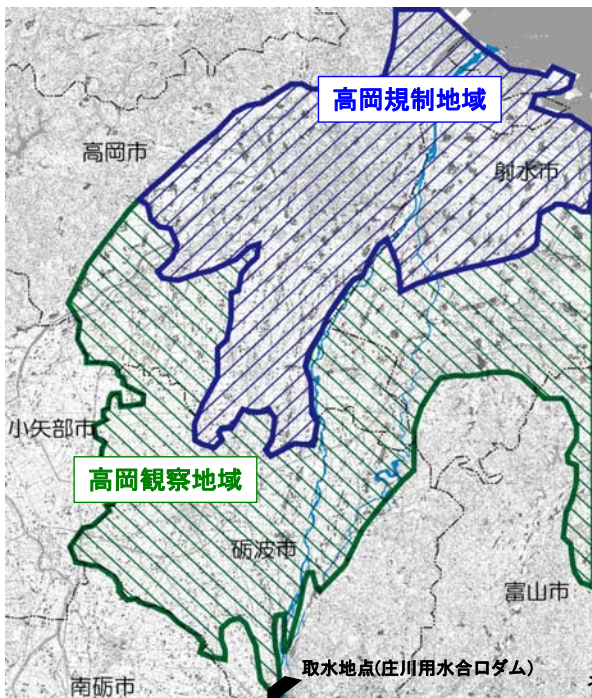 高岡規制地域
高岡市
射水市
小矢部市
高岡観察地域
砺波市
富山市
取水地点(庄川用水合口ダム)
南砺市